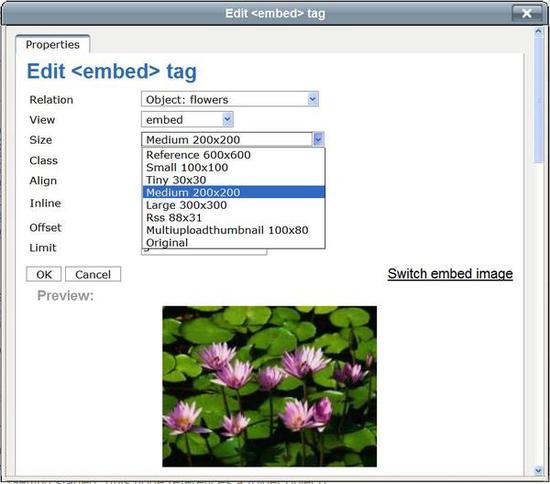 Edit <embed> tag
Properties
Edit <embed> tag
Relation Object: flowers
View embed
Size Medium 200x200
Reference 600x600
Class Small 100x100
Tiny 30x30
Align Medium 200x200
Inline Large 300x300
Rss 88x31
Offset Multiuploadthumbnail 100x80
Original
Limit
OK Cancel Switch embed image
Preview: